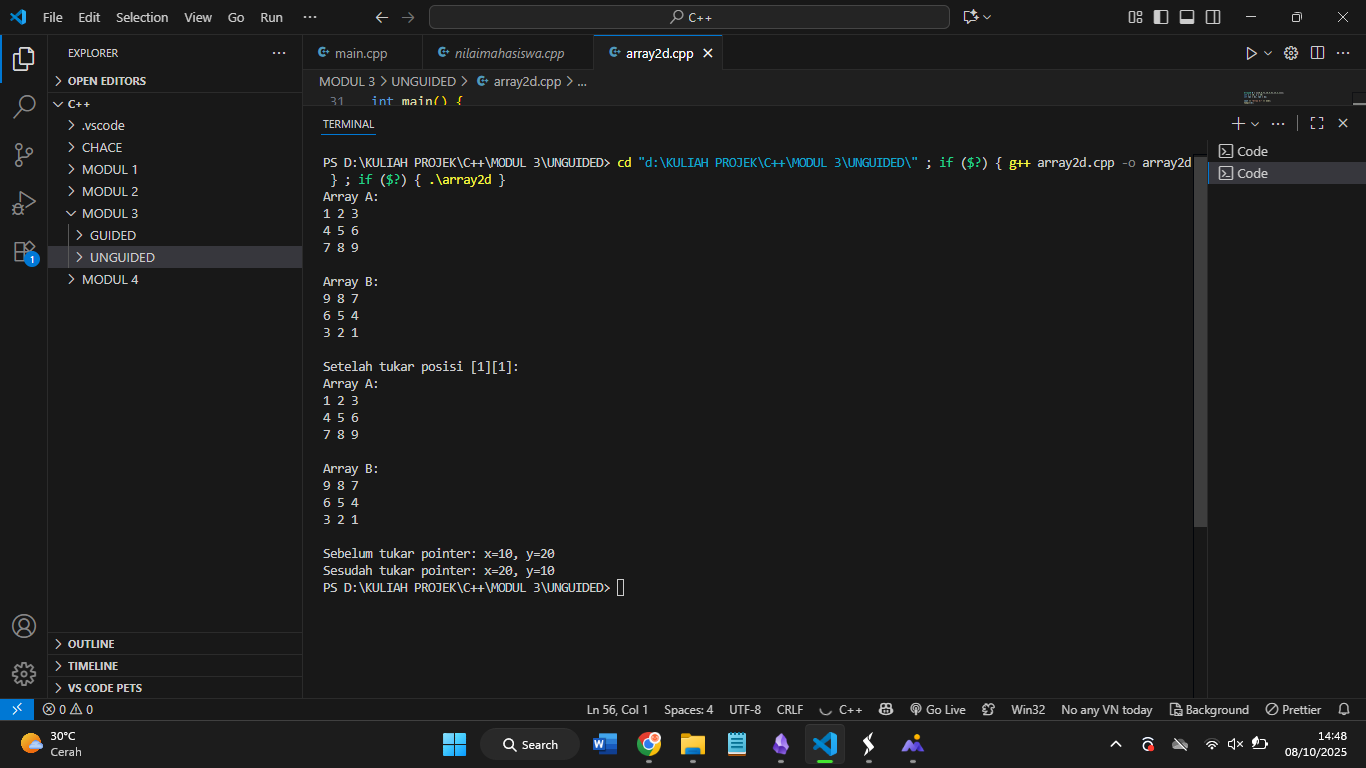 File Edit Selection View Go Run ··· C++
EXPLORER ···
OPEN EDITORS
C++
.vscode
CHACE
MODUL 1
MODUL 2
MODUL 3
GUIDED
UNGUIDED
MODUL 4
OUTLINE
TIMELINE
VS CODE PETS
main.cpp nilaimahasiswa.cpp array2d.cpp
MODUL 3 > UNGUIDED > array2d.cpp > ...
31 int main() {
TERMINAL
PS D:\KULIAH PROJEK\C++\MODUL 3\UNGUIDED> cd "d:\KULIAH PROJEK\C++\MODUL 3\UNGUIDED\" ; if ($?) { g++ array2d.cpp -o array2d
} ; if ($?) { .\array2d }
Array A:
1 2 3
4 5 6
7 8 9
Array B:
9 8 7
6 5 4
3 2 1
Setelah tukar posisi [1][1]:
Array A:
1 2 3
4 5 6
7 8 9
Array B:
9 8 7
6 5 4
3 2 1
Sebelum tukar pointer: x=10, y=20
Sesudah tukar pointer: x=20, y=10
PS D:\KULIAH PROJEK\C++\MODUL 3\UNGUIDED>
Code
Code
1
0 0 Ln 56, Col 1 Spaces: 4 UTF-8 CRLF C++ Go Live Win32 No any VN today Background Prettier
30°C
Cerah
Search
14:48
08/10/2025